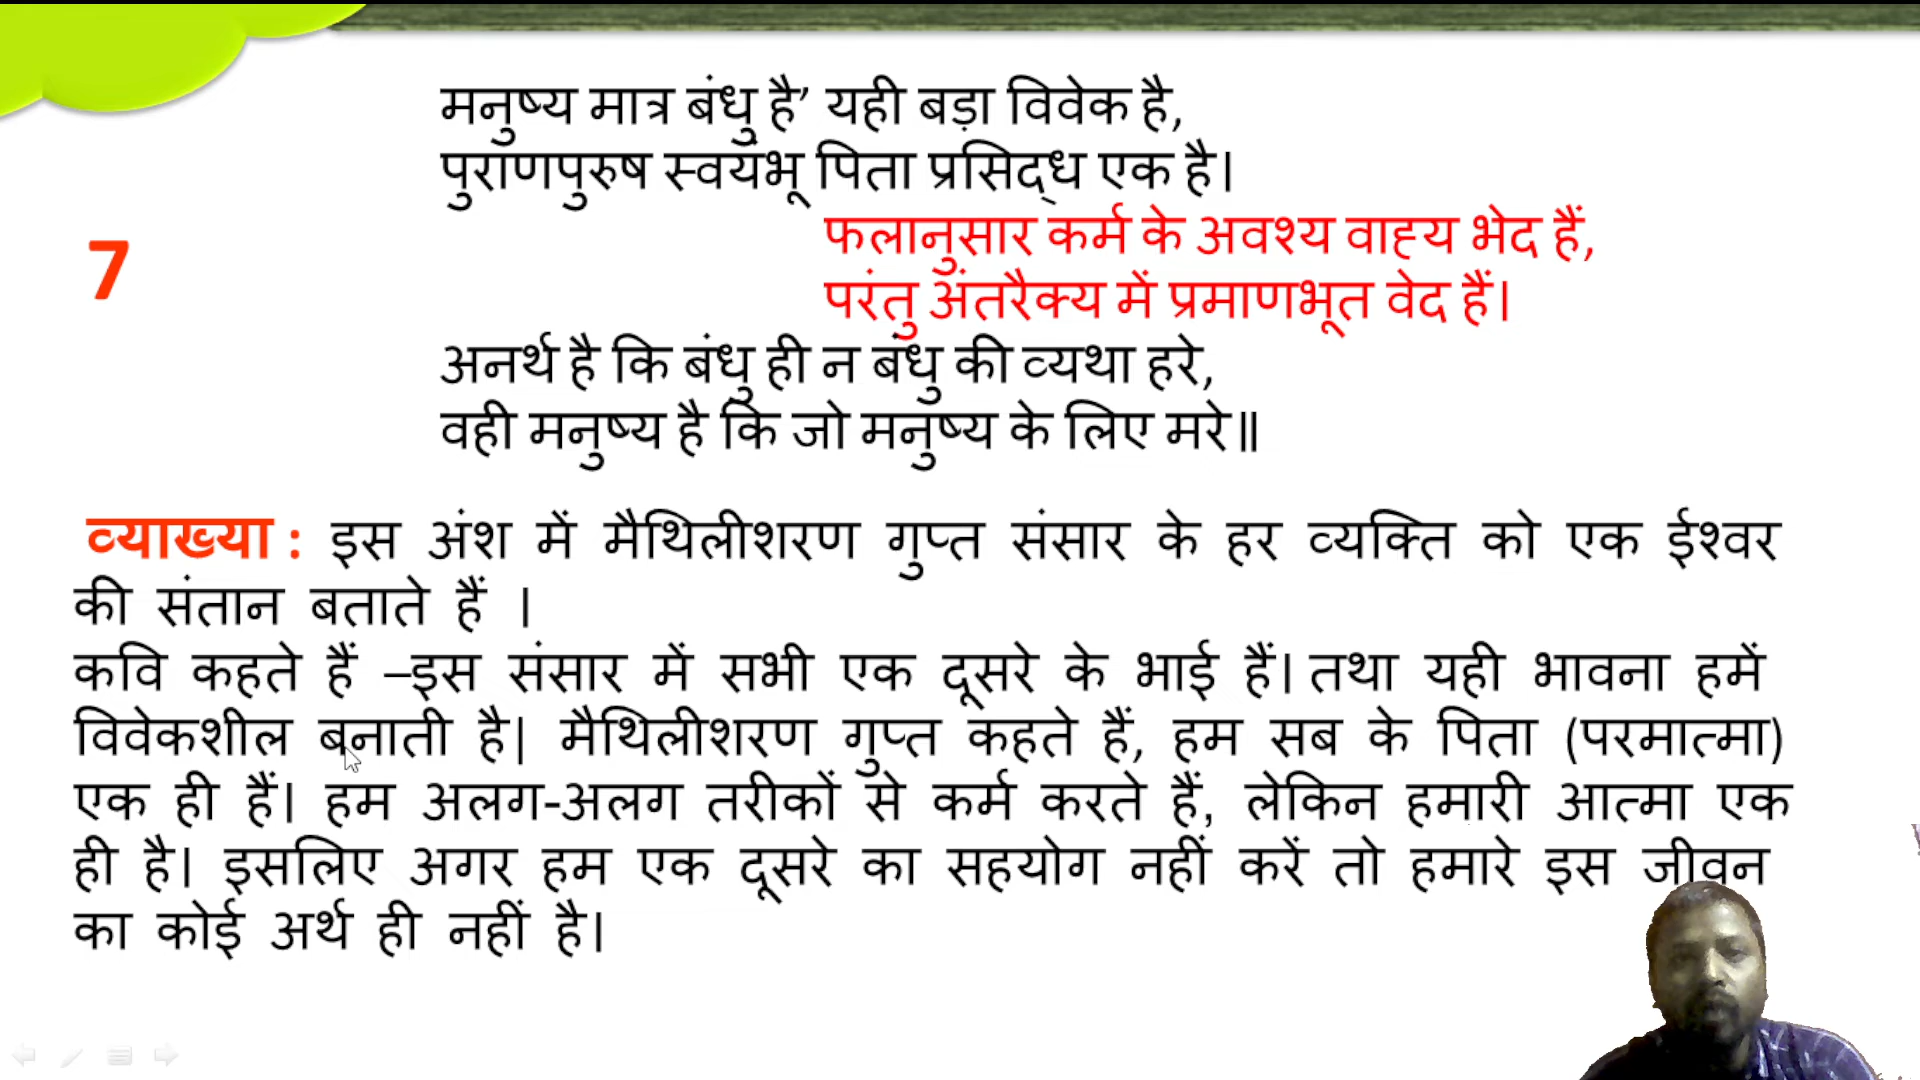 मनुष्य मात्र बंधु है’ यही बड़ा विवेक है,
पुराणपुरुष स्वयंभू पिता प्रसिद्ध एक है।
फलानुसार कर्म के अवश्य वाह्य भेद हैं,
7
परंतु अंतरैक्य में प्रमाणभूत वेद हैं।
अनर्थ है कि बंधु ही न बंधु की व्यथा हरे,
वही मनुष्य है कि जो मनुष्य के लिए मरे॥
व्याख्या : इस अंश में मैथिलीशरण गुप्त संसार के हर व्यक्ति को एक ईश्वर
की संतान बताते हैं ।
कवि कहते हैं –इस संसार में सभी एक दूसरे के भाई हैं। तथा यही भावना हमें
विवेकशील बनाती है| मैथिलीशरण गुप्त कहते हैं, हम सब के पिता (परमात्मा)
एक ही हैं। हम अलग-अलग तरीकों से कर्म करते हैं, लेकिन हमारी आत्मा एक
ही है। इसलिए अगर हम एक दूसरे का सहयोग नहीं करें तो हमारे इस जीवन
का कोई अर्थ ही नहीं है।